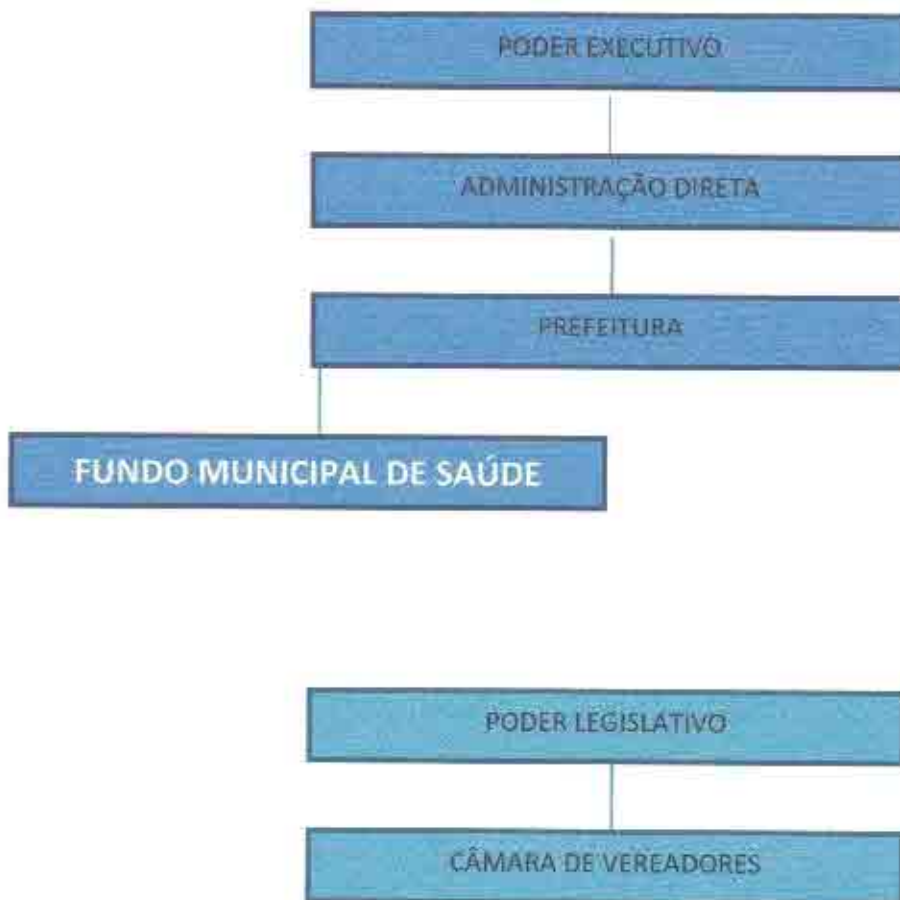 PODER EXECUTIVO
ADMINISTRAÇÃO DIRETA
PREFEITURA
FUNDO MUNICIPAL DE SAÚDE
PODER LEGISLATIVO
CÂMARA DE VEREADORES